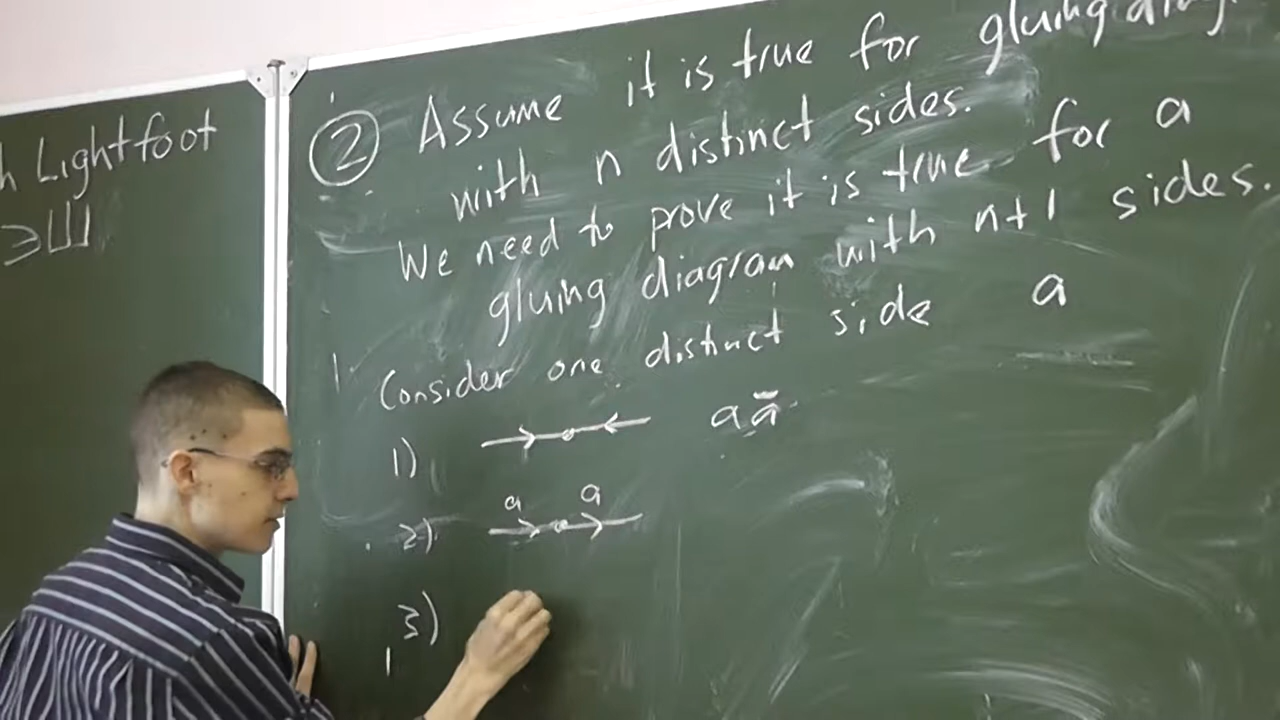 Lightfoot
ЭШ
② Assume it is true for gluing
with n distinct sides.
We need to prove it is true for a
gluing diagram with n+1 sides.
Consider one distinct side a
1) a ā
2) a a
3)